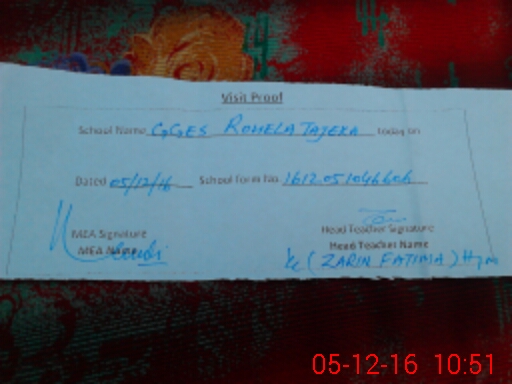 Visit Proof
School Name GGES ROHELA TAJEKA today on
Dated 05/12/16 School form No. 1612.051046606
MEA Signature
Head Teacher Signature
MEA Name
Head Teacher Name
(ZARIN FATIMA)
05-12-16 10:51